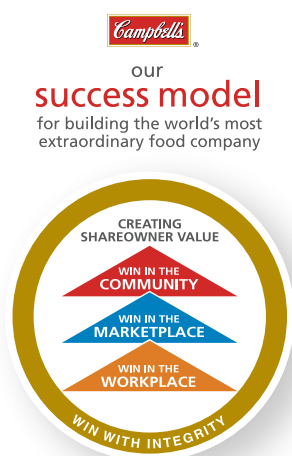 Campbell's®
our
success model
for building the world's most
extraordinary food company
CREATING
SHAREOWNER VALUE
WIN IN THE
COMMUNITY
WIN IN THE
MARKETPLACE
WIN IN THE
WORKPLACE
WIN WITH INTEGRITY